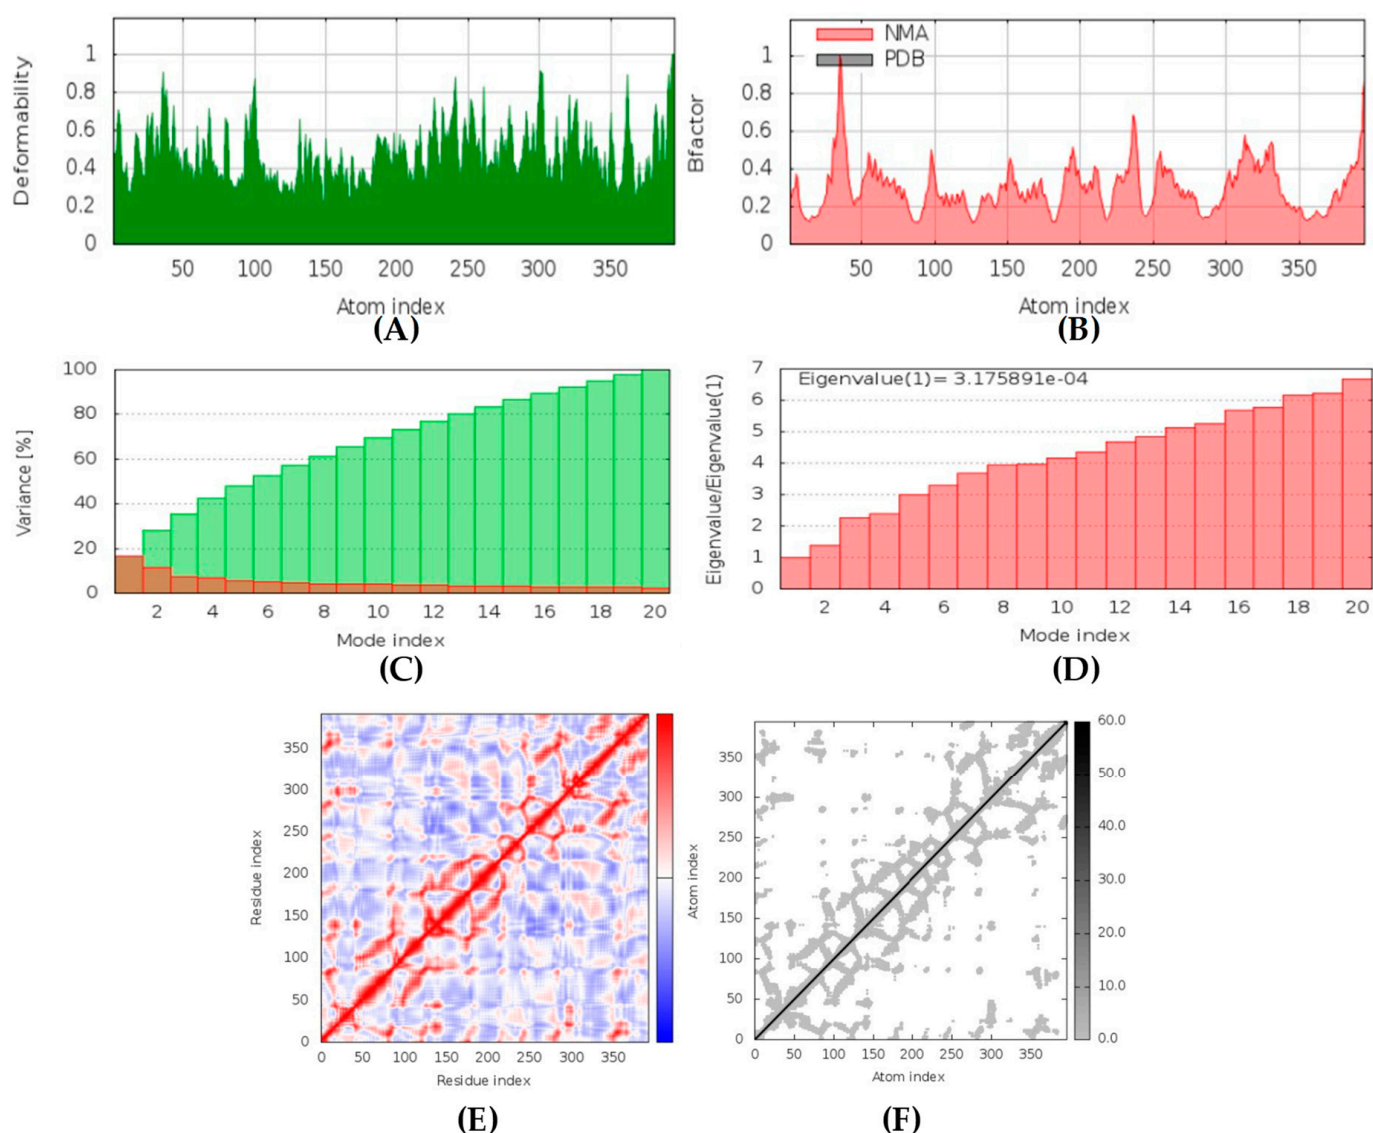 Deformability
1
0.8
0.6
0.4
0.2
0
50 100 150 200 250 300 350
Atom index
(A)
NMA
PDB
Bfactor
1
0.8
0.6
0.4
0.2
0
50 100 150 200 250 300 350
Atom index
(B)
Variance [%]
100
80
60
40
20
0
2 4 6 8 10 12 14 16 18 20
Mode index
(C)
Eigenvalue(1)= 3.175891e-04
Eigenvalue/Eigenvalue(1)
7
6
5
4
3
2
1
0
2 4 6 8 10 12 14 16 18 20
Mode index
(D)
Residue index
350
300
250
200
150
100
50
0
0 50 100 150 200 250 300 350
Residue index
(E)
Atom index
350
300
250
200
150
100
50
0
0 50 100 150 200 250 300 350
Atom index
60.0
50.0
40.0
30.0
20.0
10.0
0.0
(F)